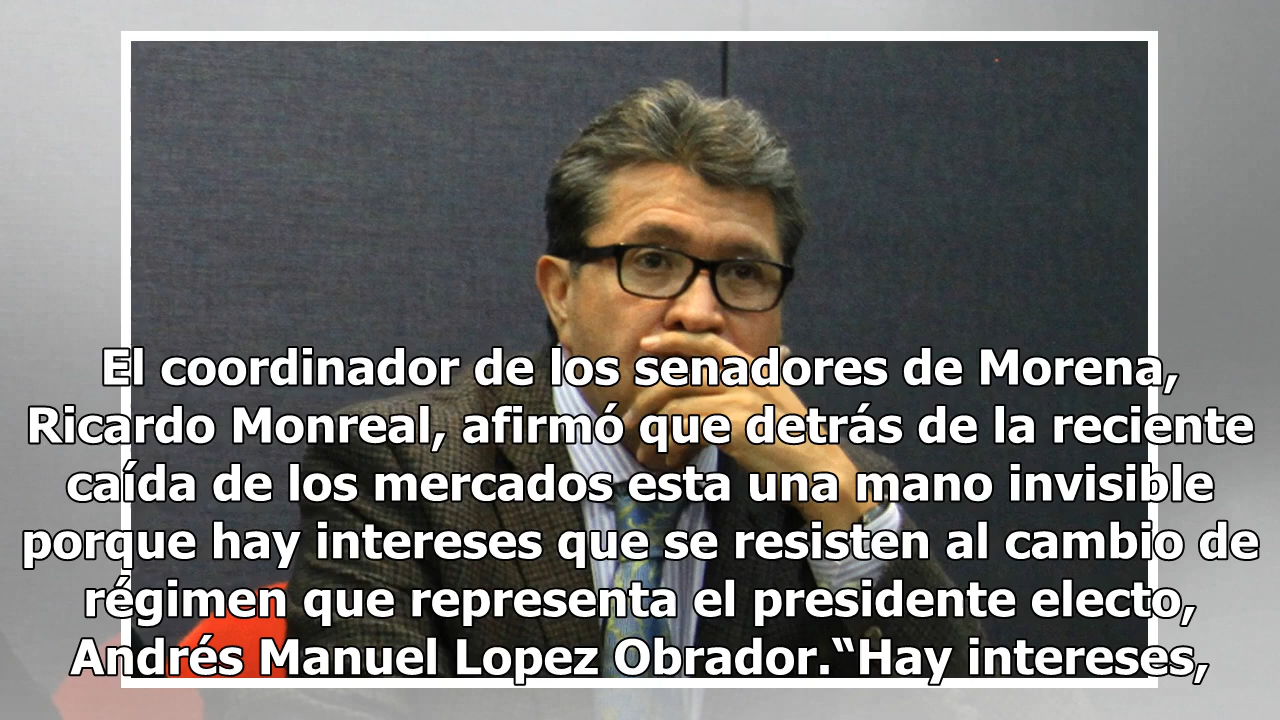 El coordinador de los senadores de Morena,
Ricardo Monreal, afirmó que detrás de la reciente
caída de los mercados esta una mano invisible
porque hay intereses que se resisten al cambio de
régimen que representa el presidente electo,
Andrés Manuel Lopez Obrador.“Hay intereses,